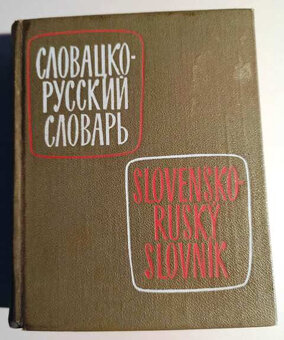 СЛОВАЦКО-
РУССКИЙ
СЛОВАРЬ
SLOVENSKO-
RUSKÝ
SLOVNÍK